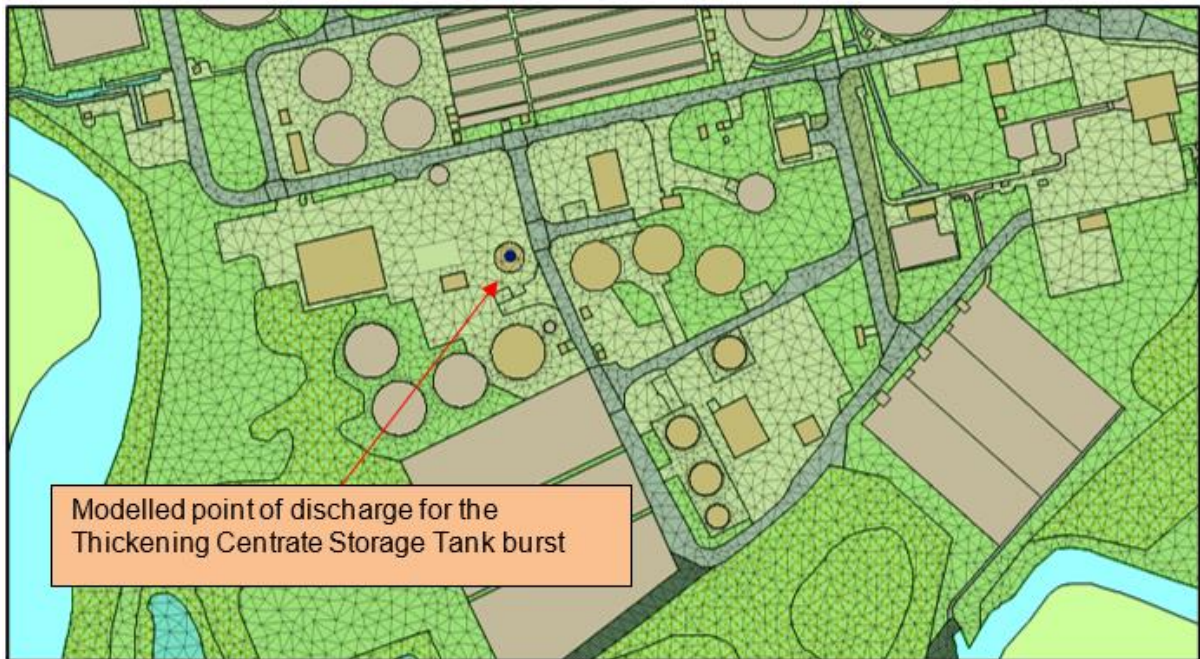 Modelled point of discharge for the
Thickening Centrate Storage Tank burst